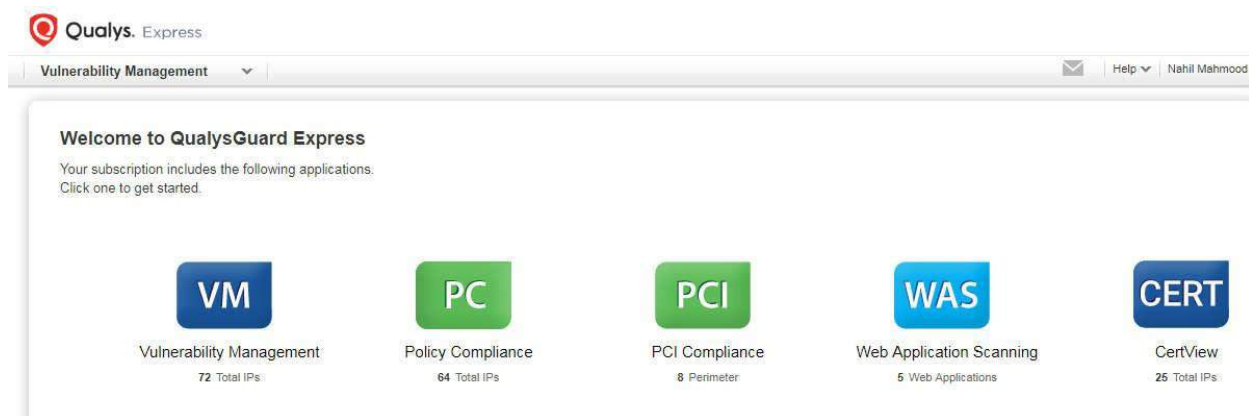 Qualys. Express
Vulnerability Management
Help
Nahil Mahmood
Welcome to QualysGuard Express
Your subscription includes the following applications.
Click one to get started.
VM
PC
PCI
WAS
CERT
Vulnerability Management
Policy Compliance
PCI Compliance
Web Application Scanning
CertView
72 Total IPs
64 Total IPs
8 Perimeter
5 Web Applications
25 Total IPs